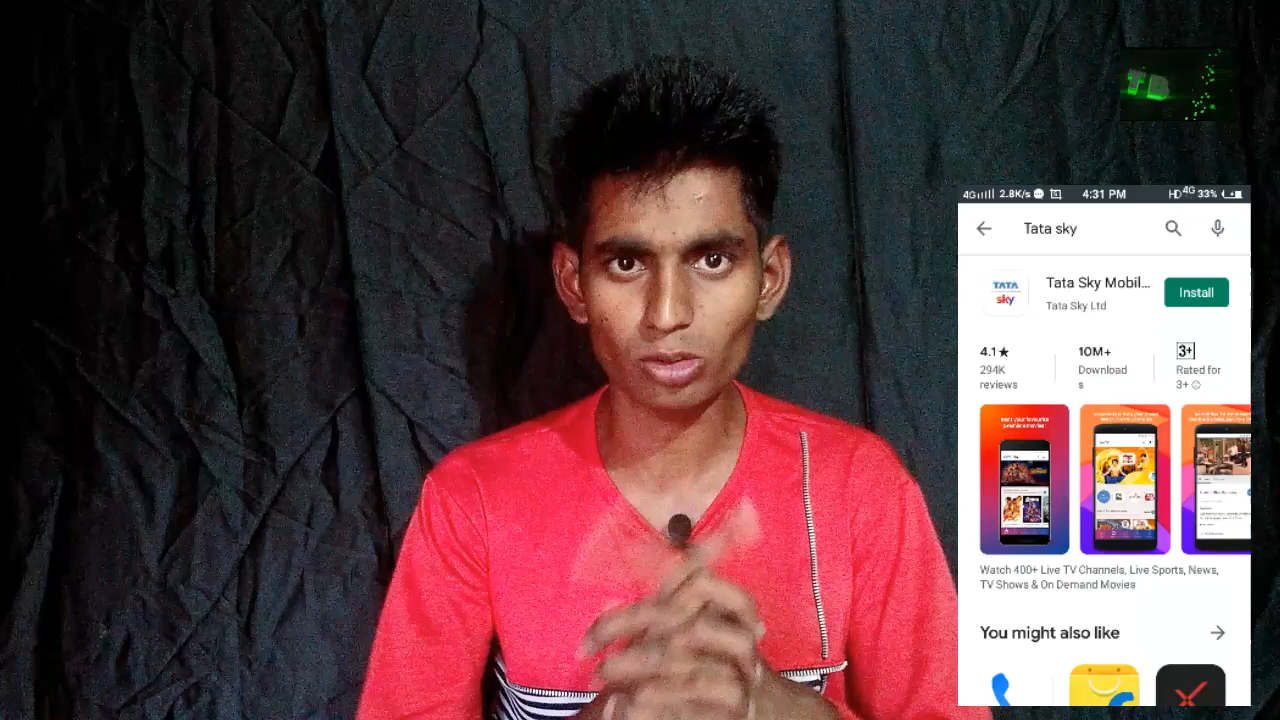 TB
4G 2.8K/s 4:31 PM HD 4G 33%
Tata sky
TATA
sky
Tata Sky Mobil...
Tata Sky Ltd
Install
4.1★
294K
reviews
10M+
Download
s
3+
Rated for
3+
Watch 400+ Live TV Channels, Live Sports, News,
TV Shows & On Demand Movies
You might also like